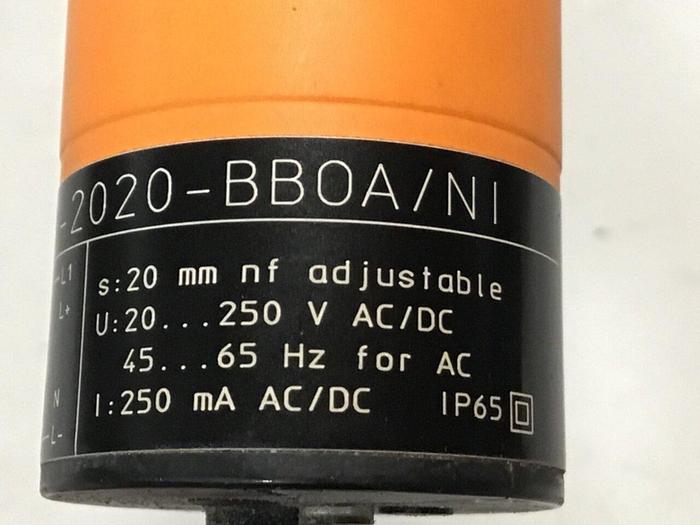 -2020-BBOA/NI
L1
s:20 mm nf adjustable
L+
U:20...250 V AC/DC
45...65 Hz for AC
N
I:250 mA AC/DC IP65
L-